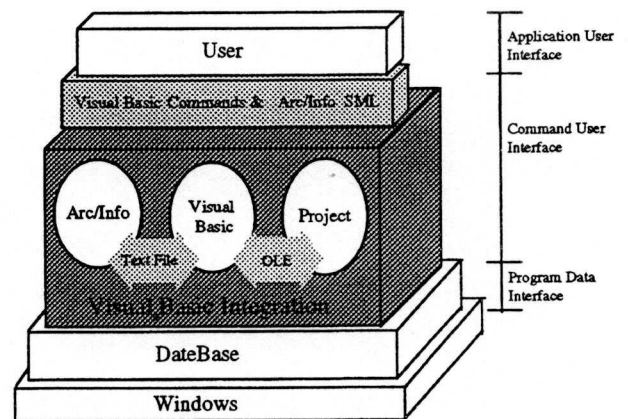 User
Application User
Interface
Visual Basic Commands & Arc/Info SML
Command User
Interface
Arc/Info
Visual
Basic
Project
Text File
OLE
Program Data
Interface
Visual Basic Integration
DateBase
Windows